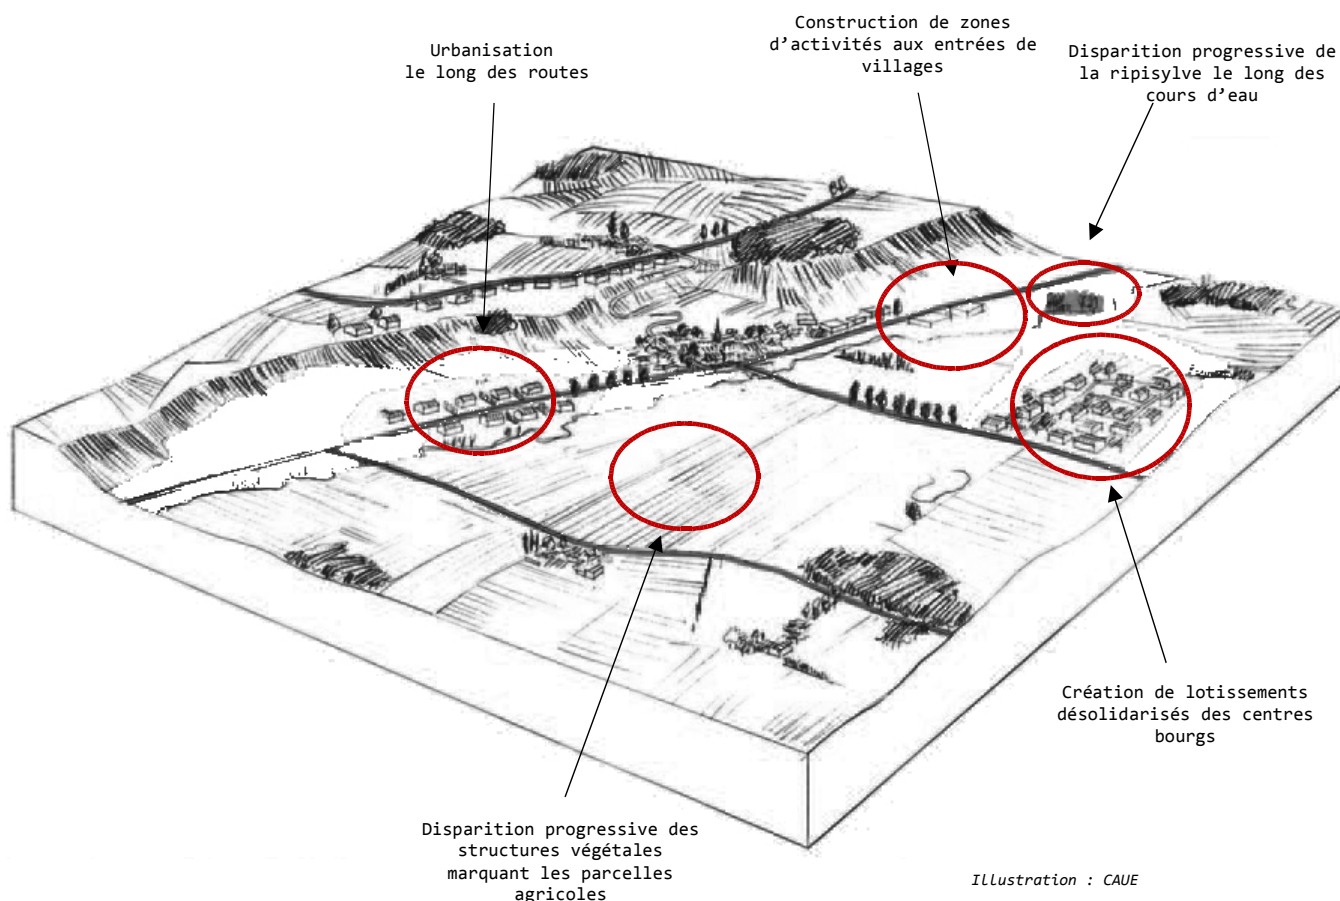 Urbanisation
le long des routes
Construction de zones
d’activités aux entrées de
villages
Disparition progressive de
la ripisylve le long des
cours d’eau
Création de lotissements
désolidarisés des centres
bourgs
Disparition progressive des
structures végétales
marquant les parcelles
agricoles
Illustration : CAUE